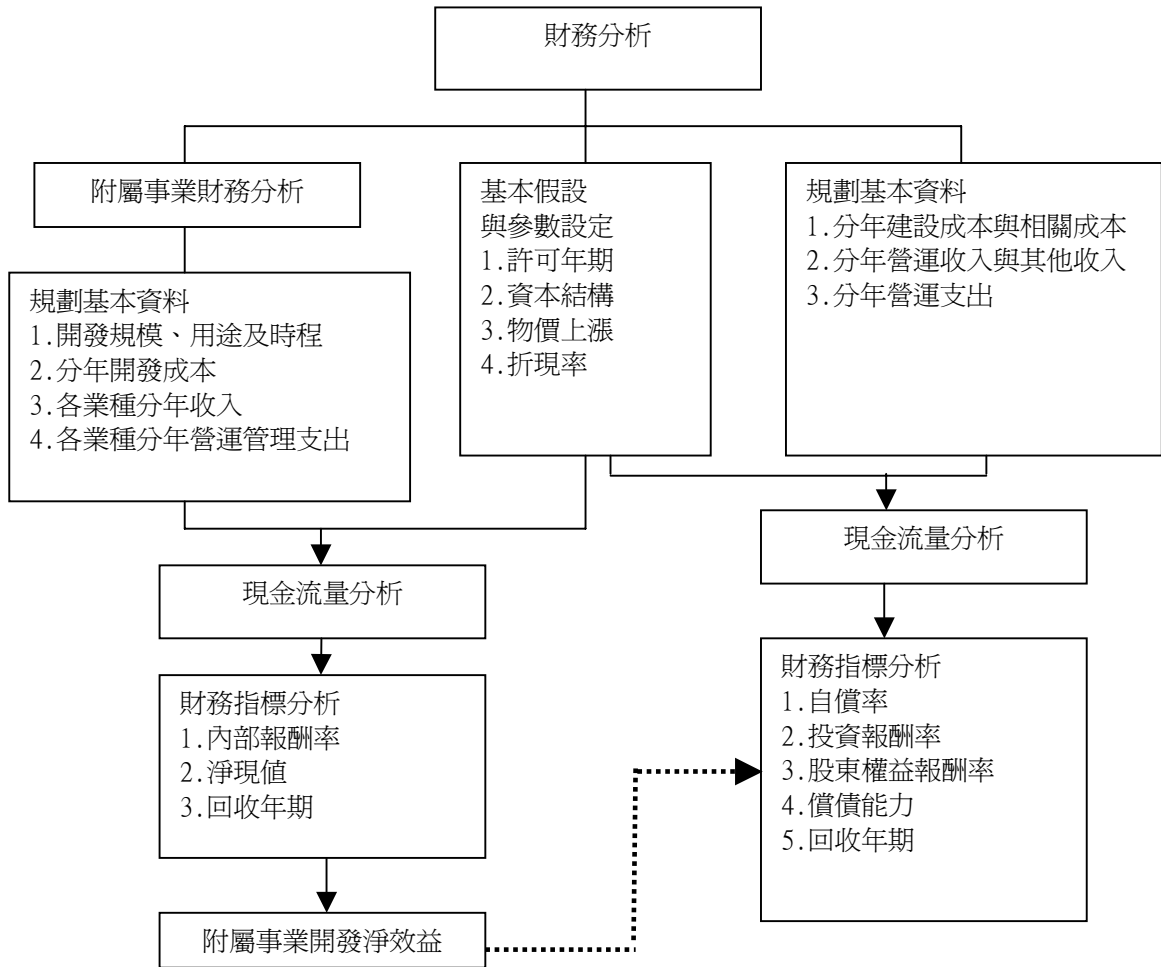 財務分析
附屬事業財務分析
規劃基本資料
1.開發規模、用途及時程
2.分年開發成本
3.各業種分年收入
4.各業種分年營運管理支出
基本假設
與參數設定
1.許可年期
2.資本結構
3.物價上漲
4.折現率
規劃基本資料
1.分年建設成本與相關成本
2.分年營運收入與其他收入
3.分年營運支出
現金流量分析
財務指標分析
1.內部報酬率
2.淨現值
3.回收年期
附屬事業開發淨效益
現金流量分析
財務指標分析
1.自償率
2.投資報酬率
3.股東權益報酬率
4.償債能力
5.回收年期